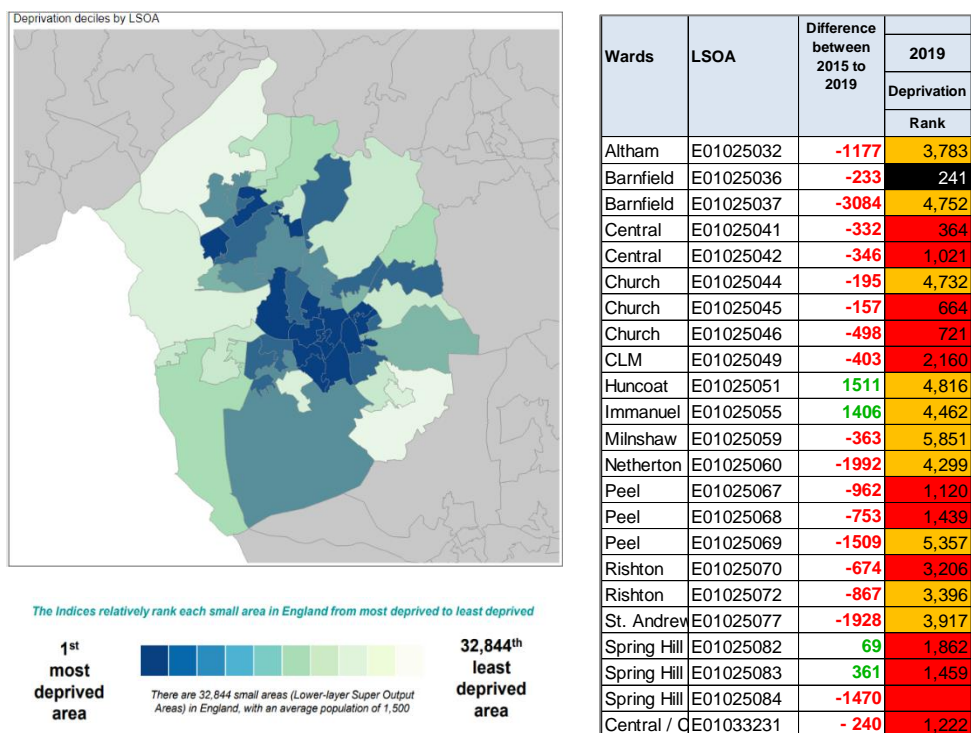 Deprivation deciles by LSOA
The Indices relatively rank each small area in England from most deprived to least deprived
1st
most
deprived
area
There are 32,844 small areas (Lower-layer Super Output
Areas) in England, with an average population of 1,500
32,844th
least
deprived
area
Wards LSOA Difference between 2015 to 2019 2019 Deprivation Rank
Altham E01025032 -1177 3,783
Barnfield E01025036 -233 241
Barnfield E01025037 -3084 4,752
Central E01025041 -332 364
Central E01025042 -346 1,021
Church E01025044 -195 4,732
Church E01025045 -157 664
Church E01025046 -498 721
CLM E01025049 -403 2,160
Huncoat E01025051 1511 4,816
Immanuel E01025055 1406 4,462
Milnshaw E01025059 -363 5,851
Netherton E01025060 -1992 4,299
Peel E01025067 -962 1,120
Peel E01025068 -753 1,439
Peel E01025069 -1509 5,357
Rishton E01025070 -674 3,206
Rishton E01025072 -867 3,396
St. Andrew E01025077 -1928 3,917
Spring Hill E01025082 69 1,862
Spring Hill E01025083 361 1,459
Spring Hill E01025084 -1470
Central / C E01033231 - 240 1,222